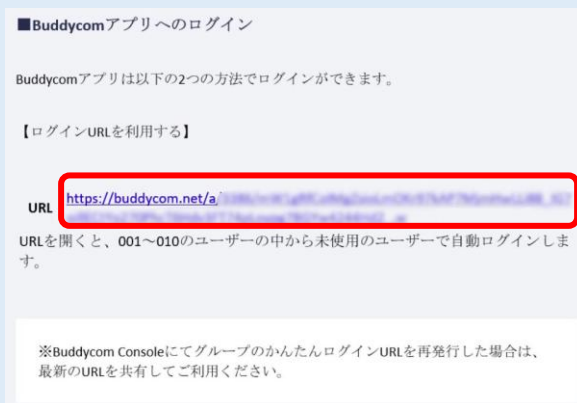 ■Buddycomアプリへのログイン
Buddycomアプリは以下の2つの方法でログインができます。
【ログインURLを利用する】
URL https://buddycom.net/a/
URLを開くと、001～010のユーザーの中から未使用のユーザーで自動ログインしま
す。
※Buddycom ConsoleにてグループのかんたんログインURLを再発行した場合は、
最新のURLを共有してご利用ください。